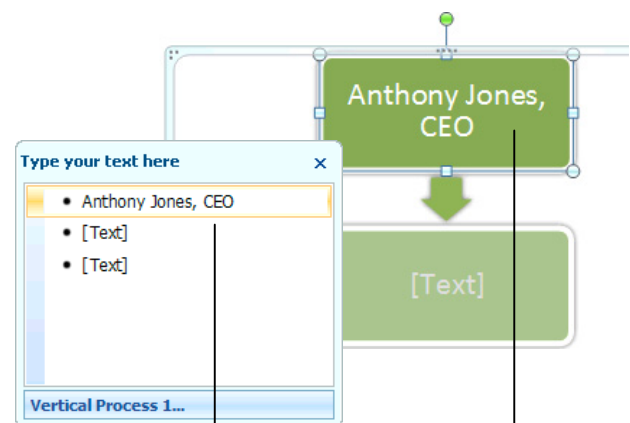 Anthony Jones,
CEO
Type your text here
Anthony Jones, CEO
[Text]
[Text]
[Text]
Vertical Process 1...